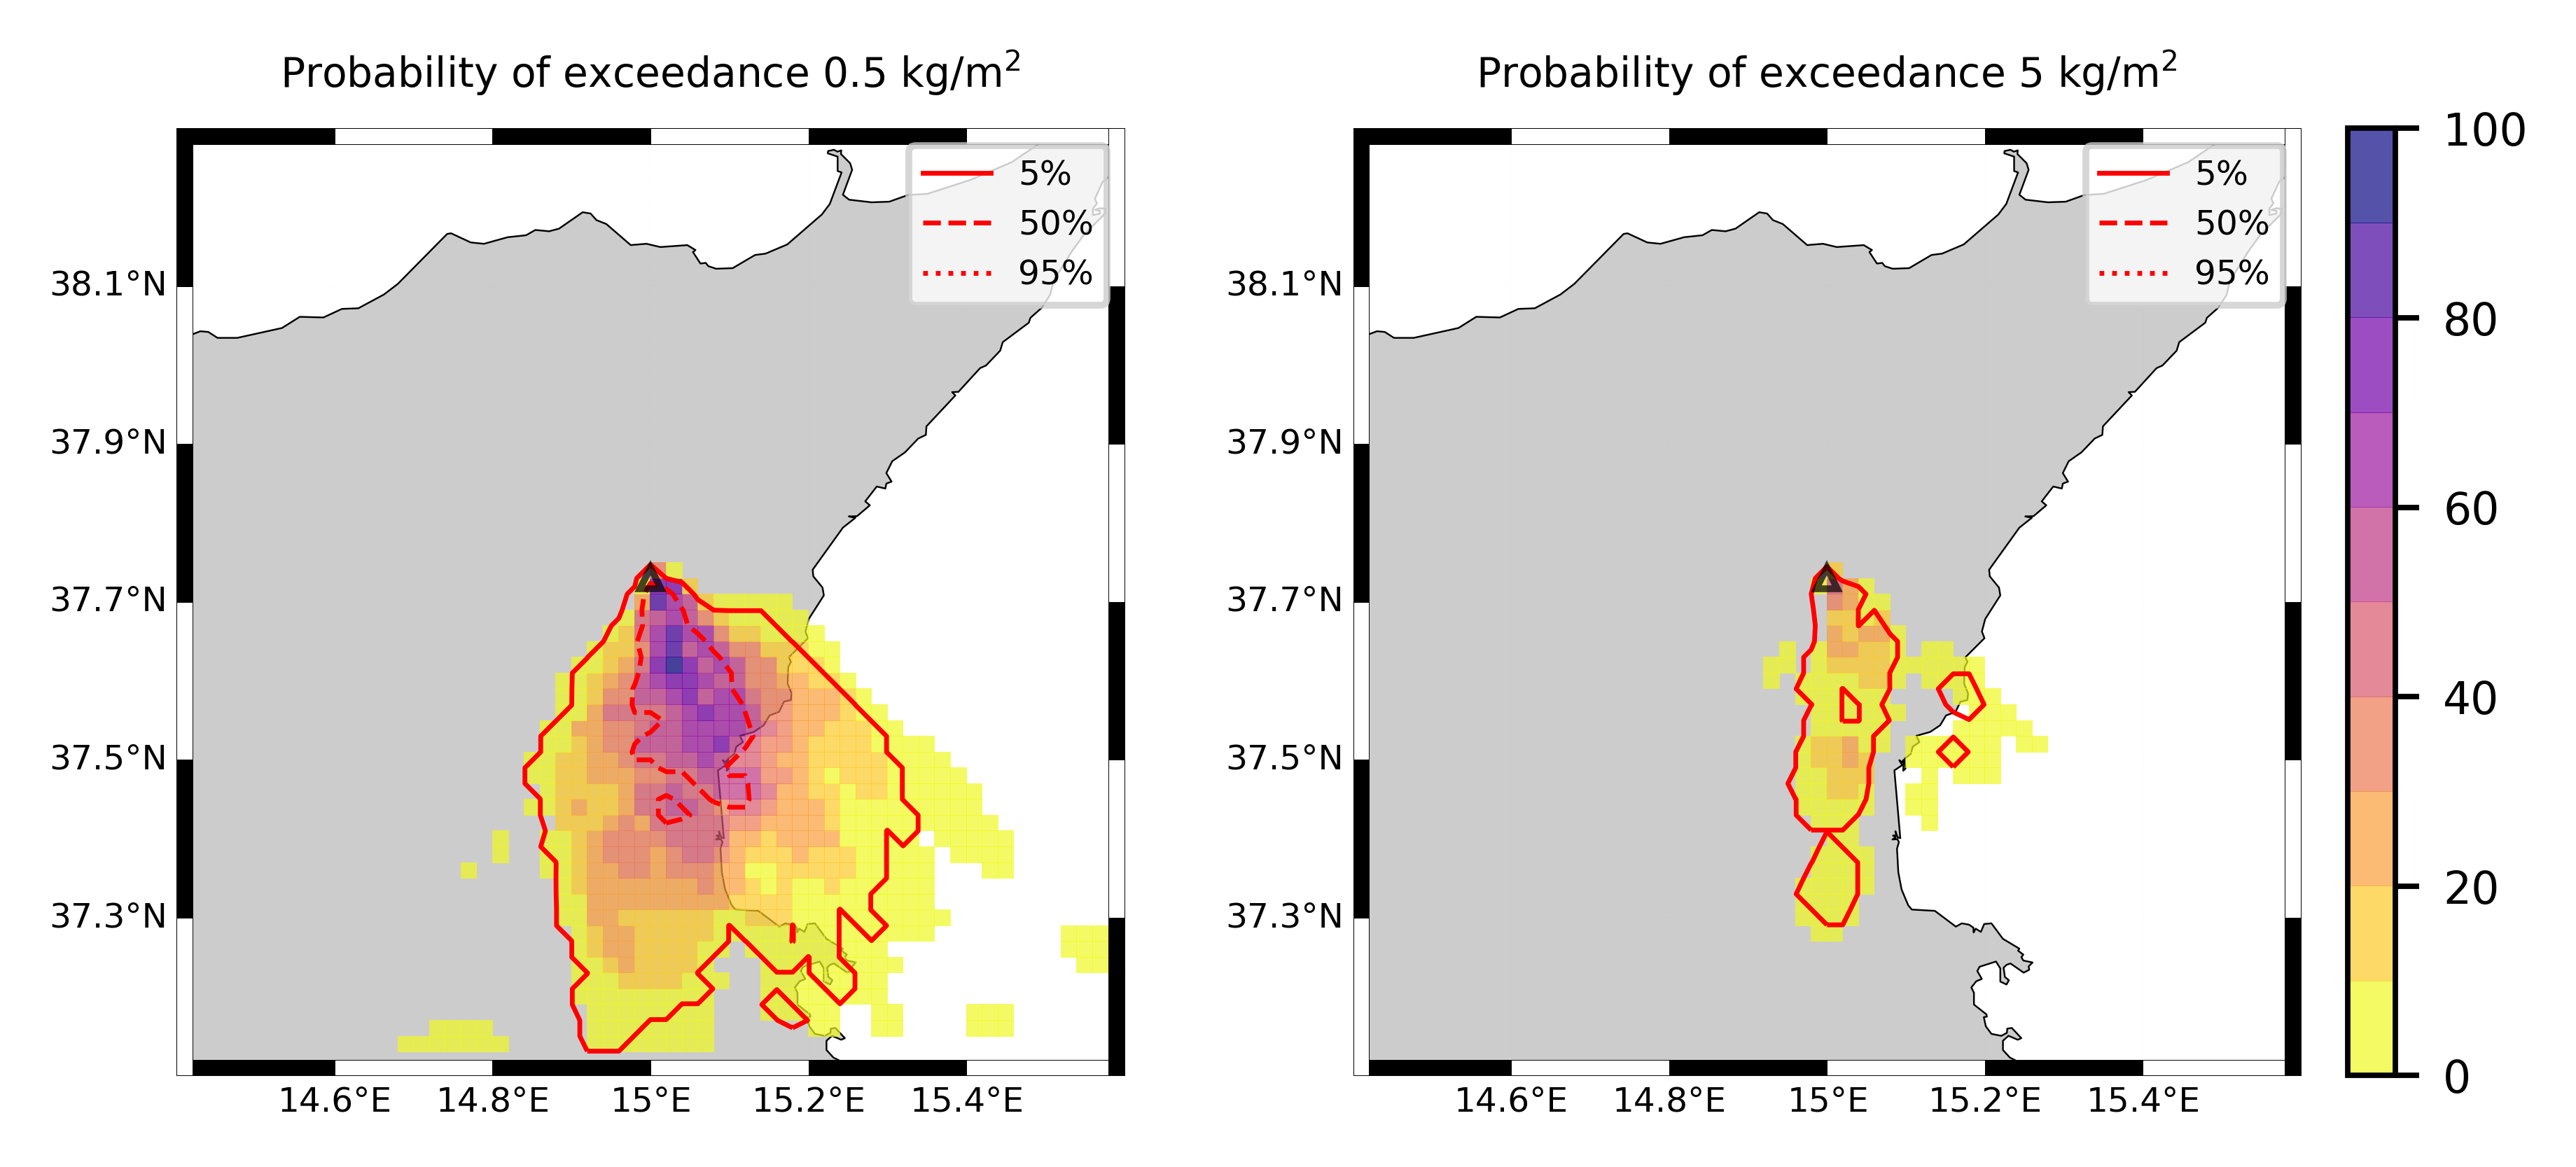 Probability of exceedance 0.5 kg/m²
5%
50%
95%
38.1°N
37.9°N
37.7°N
37.5°N
37.3°N
14.6°E 14.8°E 15°E 15.2°E 15.4°E
Probability of exceedance 5 kg/m²
5%
50%
95%
38.1°N
37.9°N
37.7°N
37.5°N
37.3°N
14.6°E 14.8°E 15°E 15.2°E 15.4°E
100
80
60
40
20
0